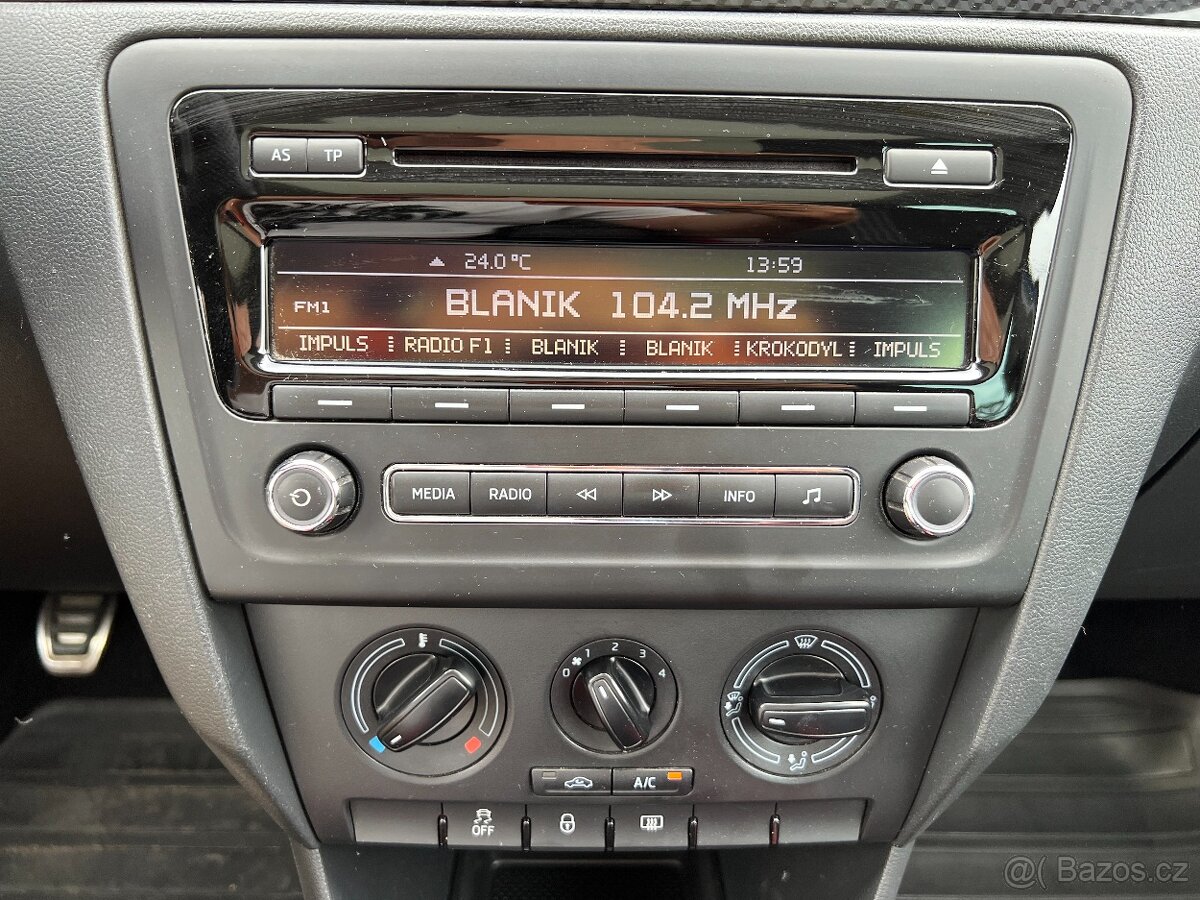 AS TP
24.0°C 13:59
FM1 BLANIK 104.2 MHz
IMPULS RADIO F1 BLANIK BLANIK KROKODYL IMPULS
MEDIA RADIO INFO
0 1 2 3 4
A/C
OFF
@( Bazos.cz